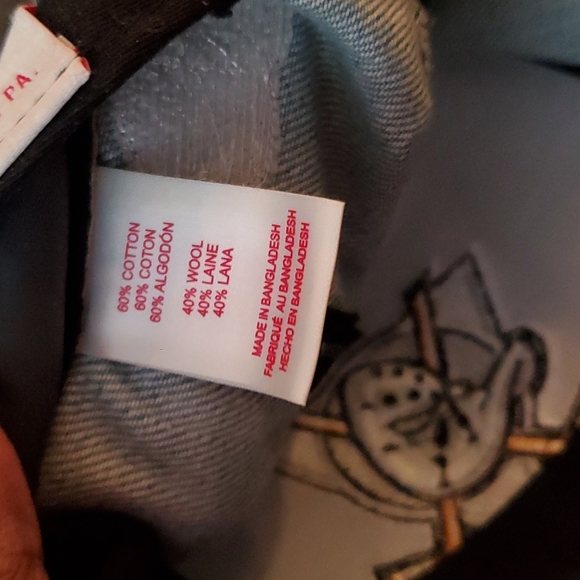 PA.
60% COTTON
60% COTON
60% ALGODÓN
40% WOOL
40% LAINE
40% LANA
MADE IN BANGLADESH
FABRIQUÉ AU BANGLADESH
HECHO EN BANGLADESH